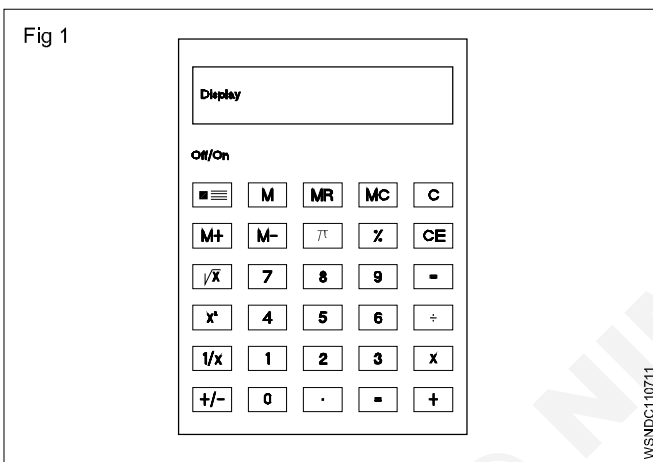 Fig 1
Display
Off/On
M MR MC C
M+ M- π % CE
√x 7 8 9 -
x² 4 5 6 ÷
1/x 1 2 3 x
+/- 0 · = +
WSNDC110711